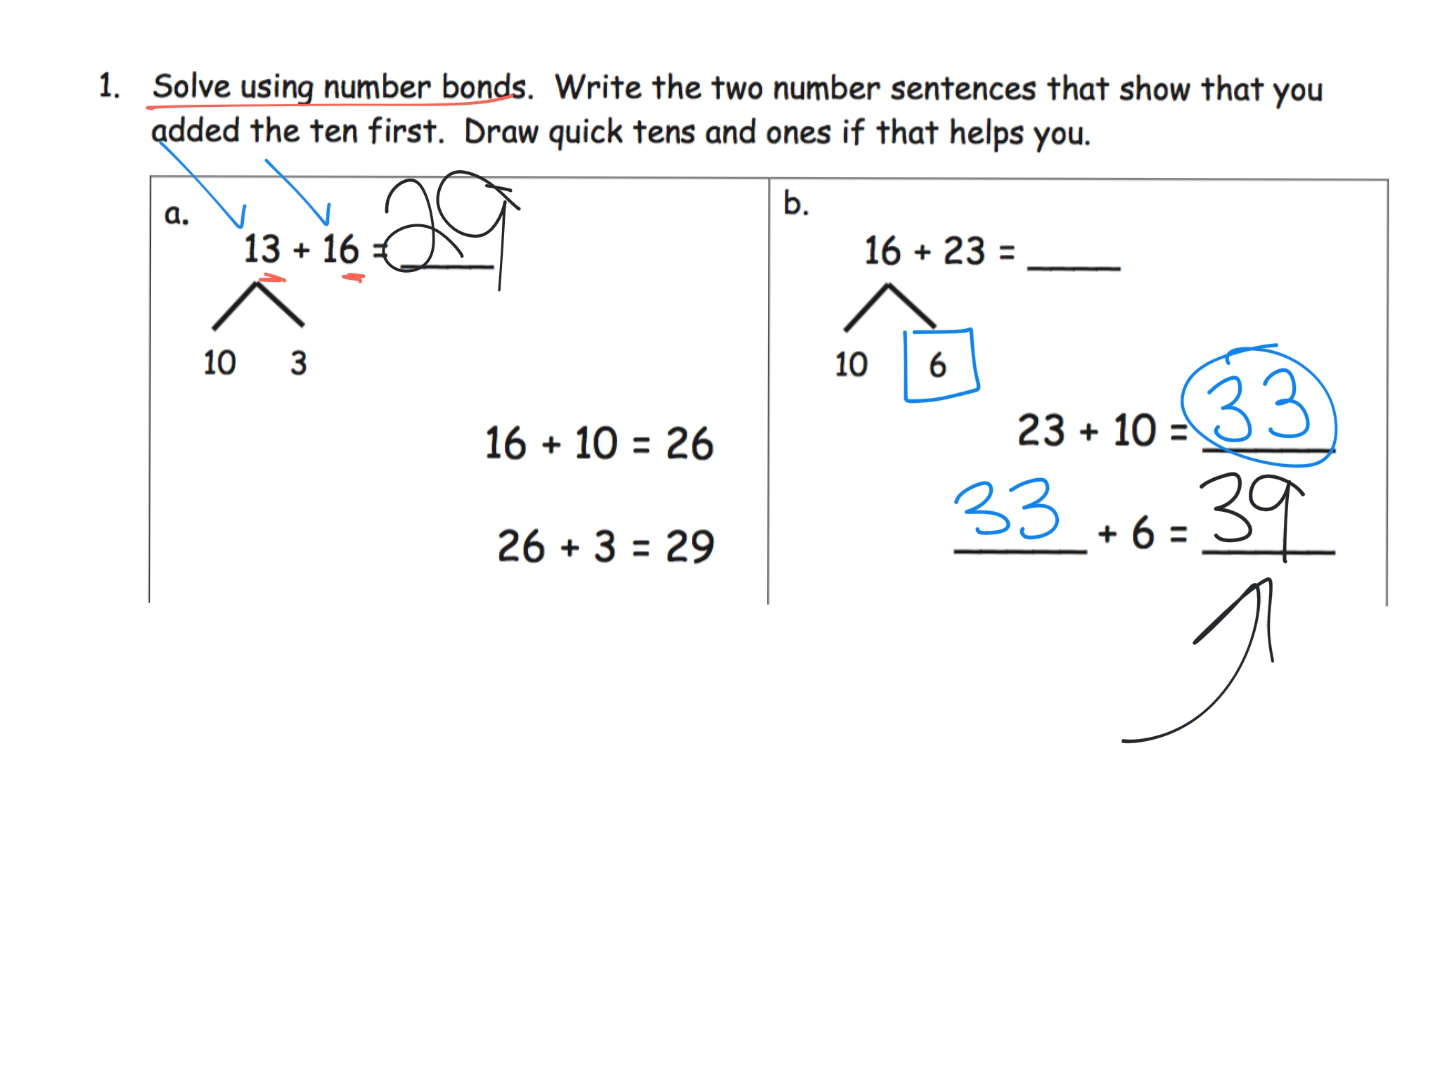 1. Solve using number bonds. Write the two number sentences that show that you
added the ten first. Draw quick tens and ones if that helps you.
a.
13 + 16 = 29
10 3
16 + 10 = 26
26 + 3 = 29
b.
16 + 23 = ____
10 6
23 + 10 = 33
33 + 6 = 39